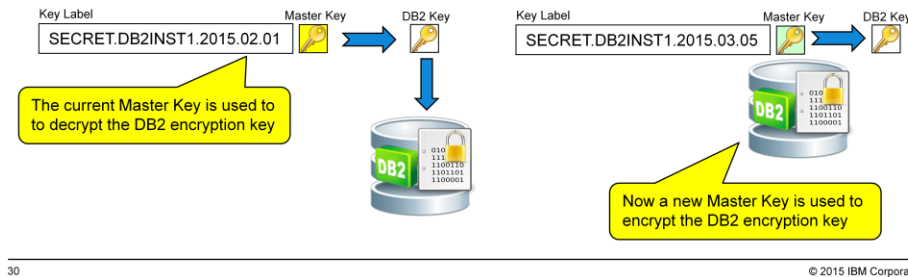 Key Label
Master Key
DB2 Key
SECRET.DB2INST1.2015.02.01
The current Master Key is used to
to decrypt the DB2 encryption key
DB2
010
111
1100110
1101101
1100001
Key Label
Master Key
DB2 Key
SECRET.DB2INST1.2015.03.05
DB2
010
111
1100110
1101101
1100001
Now a new Master Key is used to
encrypt the DB2 encryption key
30
© 2015 IBM Corpora